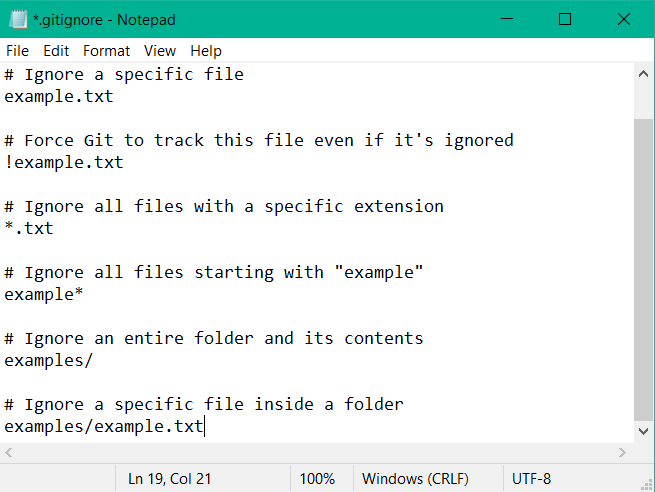 *.gitignore - Notepad
File Edit Format View Help
# Ignore a specific file
example.txt
# Force Git to track this file even if it's ignored
!example.txt
# Ignore all files with a specific extension
*.txt
# Ignore all files starting with "example"
example*
# Ignore an entire folder and its contents
examples/
# Ignore a specific file inside a folder
examples/example.txt
Ln 19, Col 21 100% Windows (CRLF) UTF-8